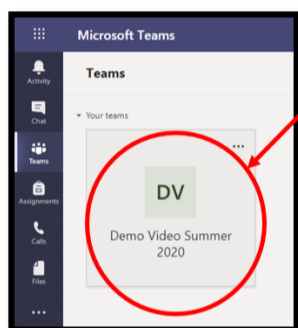 Microsoft Teams
Activity
Chat
Teams
Assignments
Calls
Files
Teams
Your teams
DV
Demo Video Summer
2020